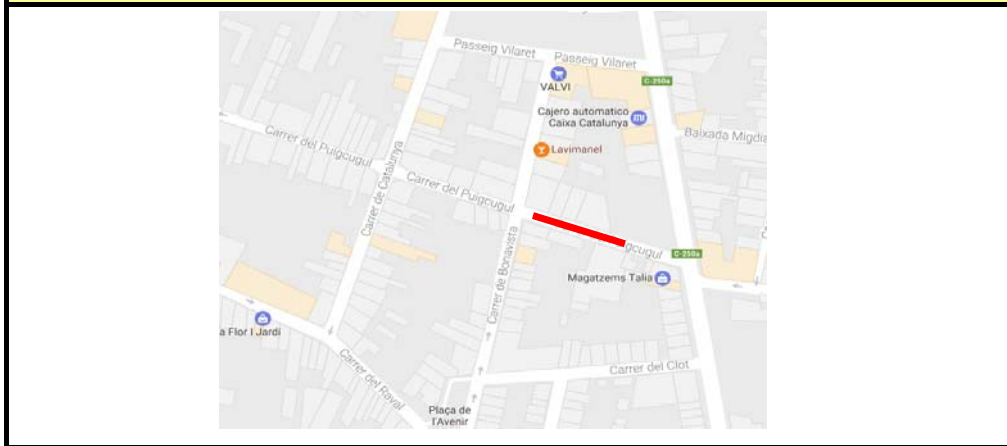 Passeig Vilaret
Passeig Vilaret
VALVI
C-250a
Cajero automatico
Caixa Catalunya
Baixada Migdia
Lavimanel
Carrer del Puigcugul
Carrer de Catalunya
Carrer del Puigcugul
gcugul
C-250a
Carrer de Bonavista
Magatzems Talia
a Flor I Jardí
Carrer del Raval
Carrer del Clot
Plaça de
l'Avenir